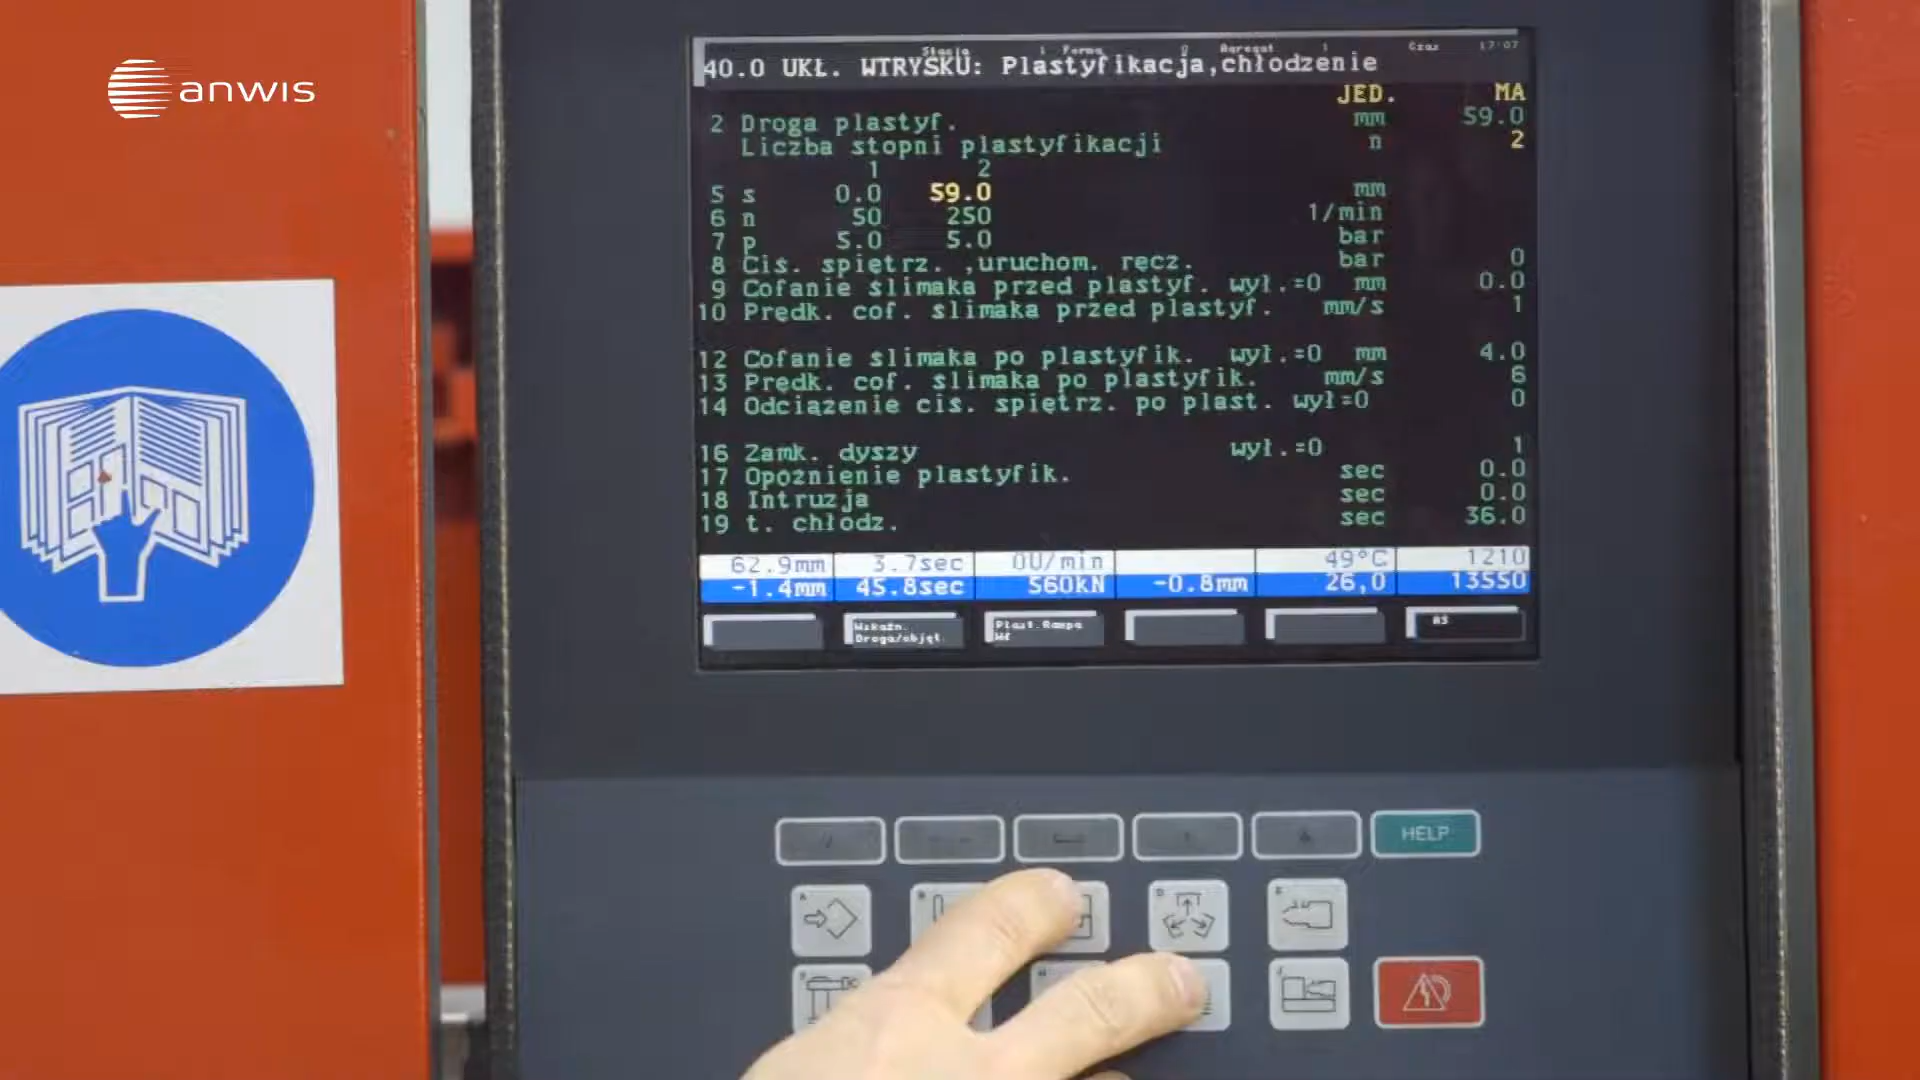 anwis
Stacja 1 Forma 0 Agregat 1 Czas 17:07
40.0 UKŁ. WTRYSKU: Plastyfikacja,chłodzenie
JED. MA
2 Droga plastyf. mm 59.0
Liczba stopni plastyfikacji n 2
1 2
5 s 0.0 59.0 mm
6 n 50 250 1/min
7 p 5.0 5.0 bar
8 Ciś. spiętrz. ,uruchom. ręcz. bar 0
9 Cofanie ślimaka przed plastyf. wył.=0 mm 0.0
10 Prędk. cof. ślimaka przed plastyf. mm/s 1
12 Cofanie ślimaka po plastyfik. wył.=0 mm 4.0
13 Prędk. cof. ślimaka po plastyfik. mm/s 6
14 Odciążenie ciś. spiętrz. po plast. wył=0 0
16 Zamk. dyszy wył.=0 1
17 Opóźnienie plastyfik. sec 0.0
18 Intruzja sec 0.0
19 t. chłodz. sec 36.0
62.9mm 3.7sec 0U/min 49°C 1210
-1.4mm 45.8sec 560kN -0.8mm 26,0 13550
Wskaźn. Plast.Rampa
Droga/objęt.
HELP
A
D
E